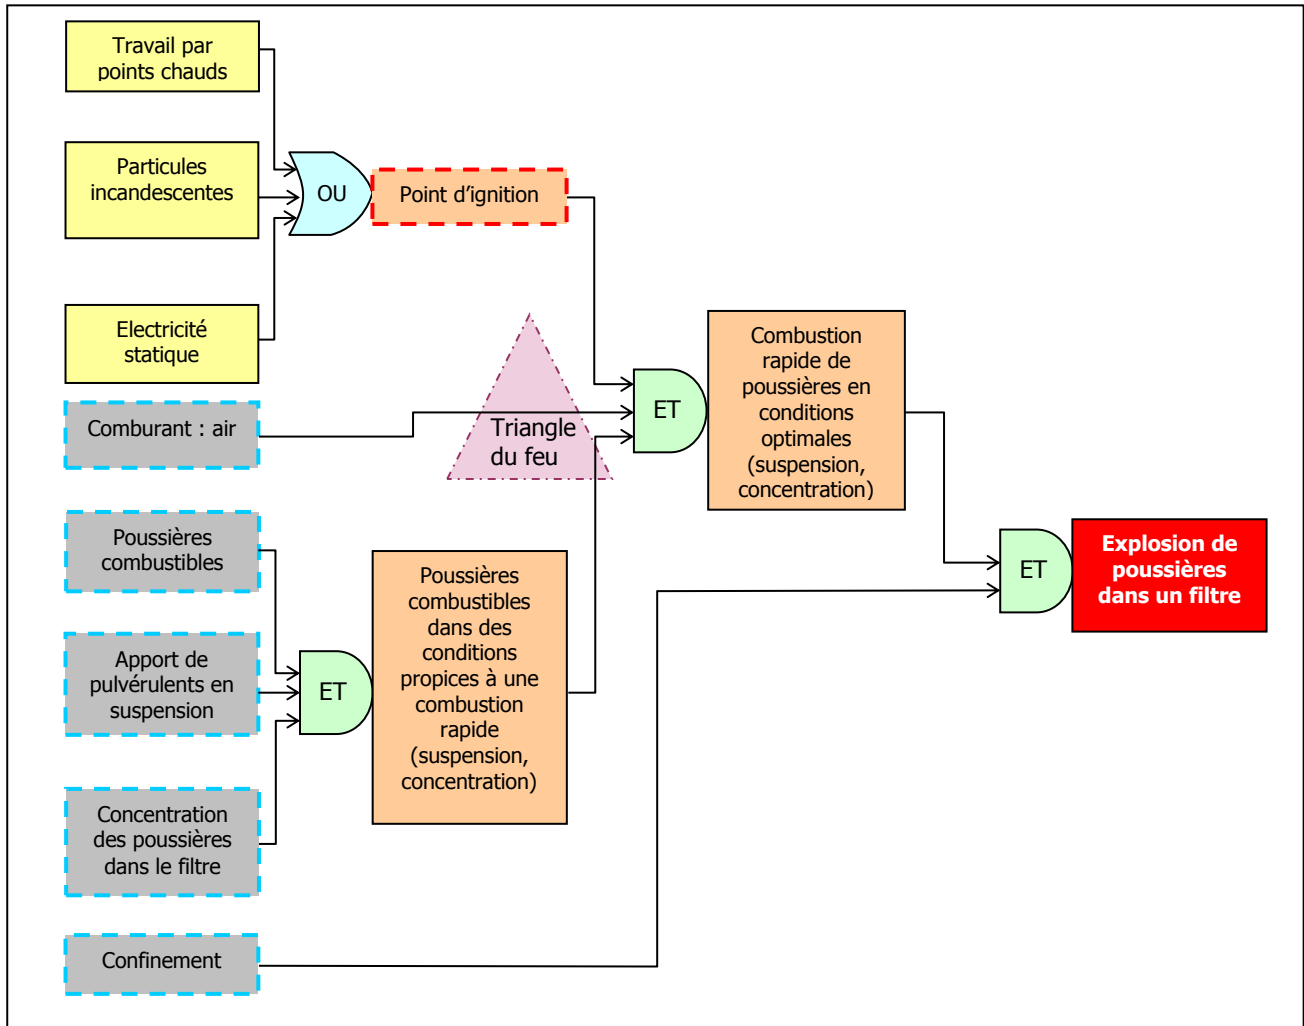 Travail par
points chauds
Particules
incandescentes
OU
Point d'ignition
Electricité
statique
Comburant : air
Triangle
du feu
ET
Combustion
rapide de
poussières en
conditions
optimales
(suspension,
concentration)
Poussières
combustibles
Apport de
pulvérulents en
suspension
Concentration
des poussières
dans le filtre
ET
Poussières
combustibles
dans des
conditions
propices à une
combustion
rapide
(suspension,
concentration)
Confinement
ET
Explosion de
poussières
dans un filtre